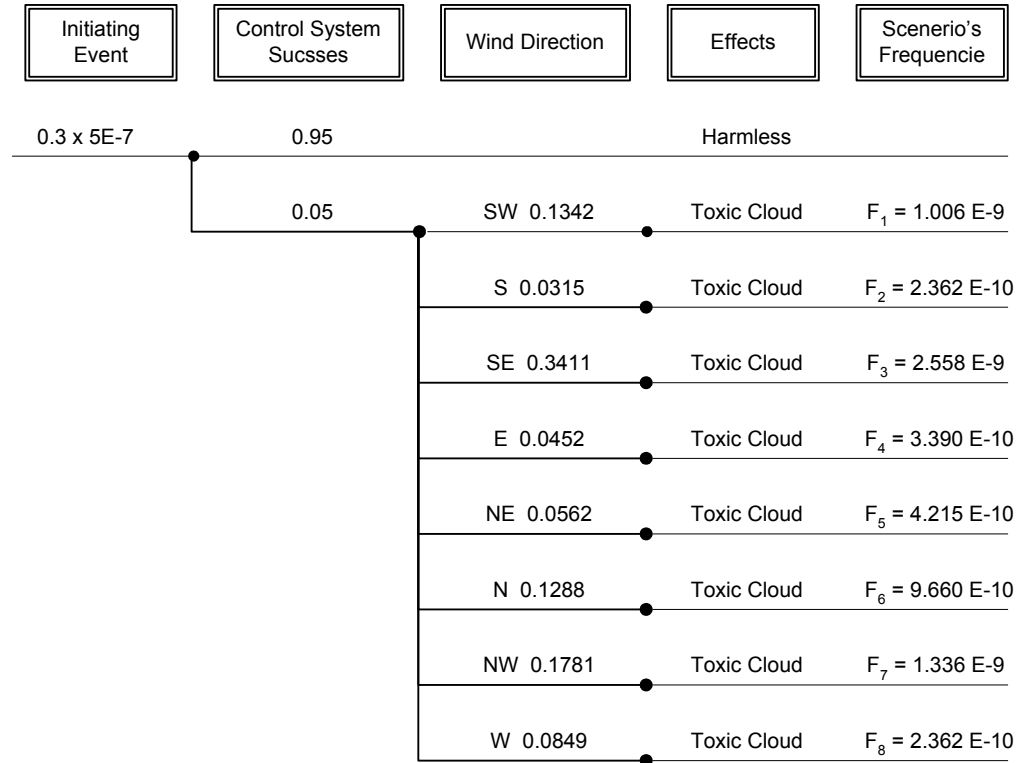 Initiating
Event
Control System
Sucsses
Wind Direction
Effects
Scenerio's
Frequencie
0.3 x 5E-7 0.95 Harmless
0.05 SW 0.1342 Toxic Cloud F1 = 1.006 E-9
S 0.0315 Toxic Cloud F2 = 2.362 E-10
SE 0.3411 Toxic Cloud F3 = 2.558 E-9
E 0.0452 Toxic Cloud F4 = 3.390 E-10
NE 0.0562 Toxic Cloud F5 = 4.215 E-10
N 0.1288 Toxic Cloud F6 = 9.660 E-10
NW 0.1781 Toxic Cloud F7 = 1.336 E-9
W 0.0849 Toxic Cloud F8 = 2.362 E-10